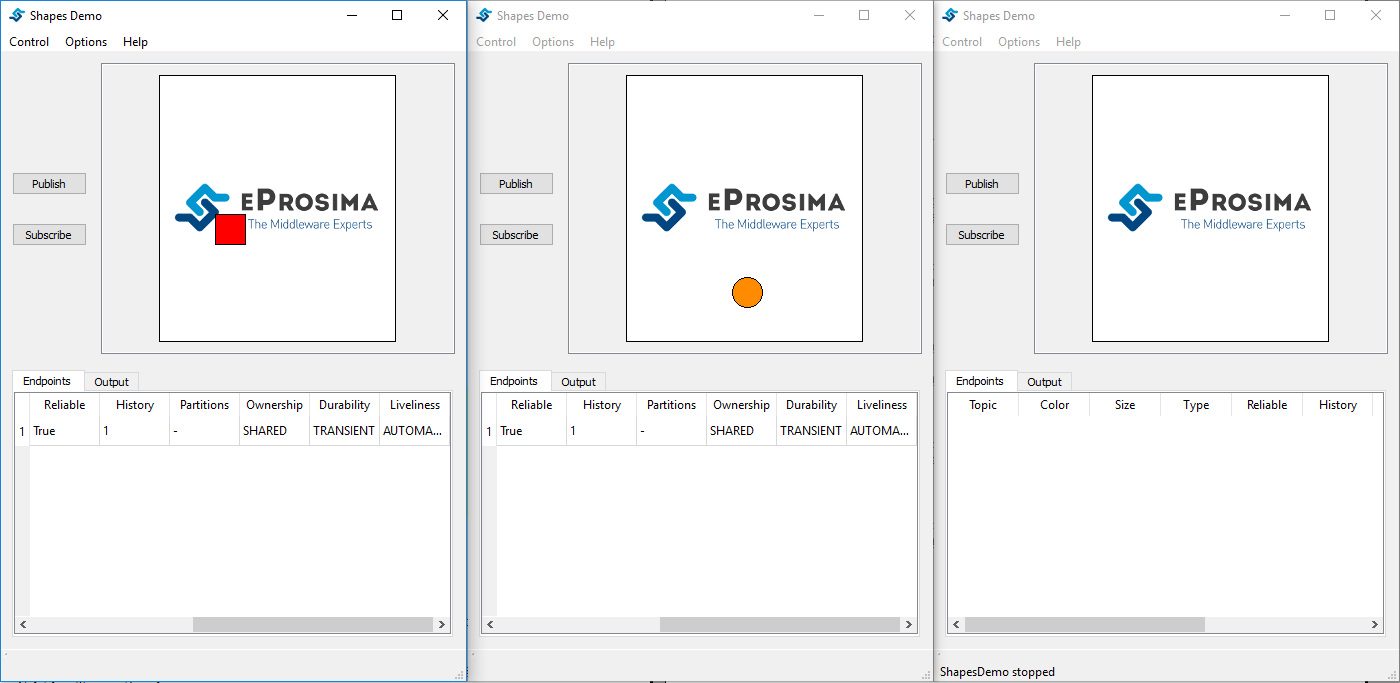 Shapes Demo
Control Options Help
Publish
Subscribe
ePROSIMA
The Middleware Experts
Endpoints Output
Reliable History Partitions Ownership Durability Liveliness
1 True 1 - SHARED TRANSIENT AUTOMA...
Shapes Demo
Control Options Help
Publish
Subscribe
ePROSIMA
The Middleware Experts
Endpoints Output
Reliable History Partitions Ownership Durability Liveliness
1 True 1 - SHARED TRANSIENT AUTOMA...
Shapes Demo
Control Options Help
Publish
Subscribe
ePROSIMA
The Middleware Experts
Endpoints Output
Topic Color Size Type Reliable History
ShapesDemo stopped